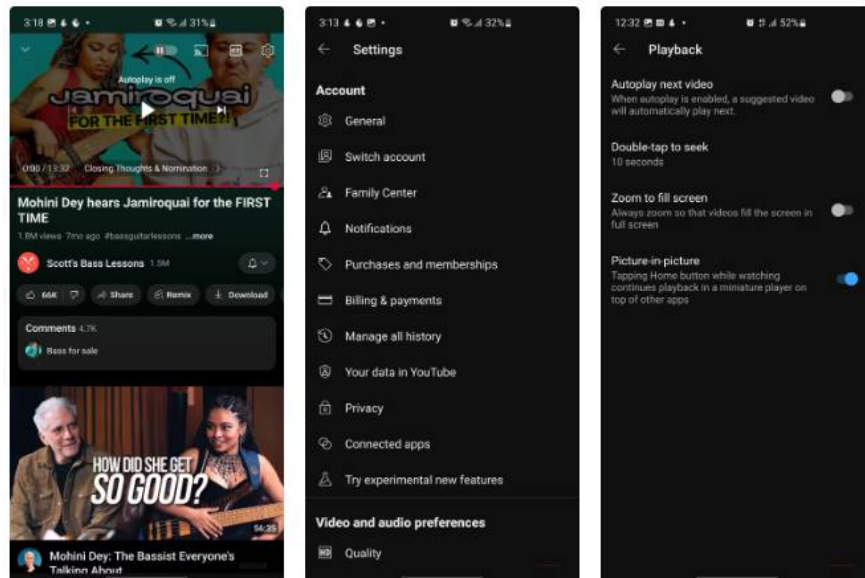 3:18
31%
Autoplay is off
Jamiroquai
FOR THE FIRST TIME?!
0:00 / 13:32 Closing Thoughts & Nomination
Mohini Dey hears Jamiroquai for the FIRST
TIME
1.8M views 7mo ago #bassguitarlessons ...more
Scott's Bass Lessons 1.5M
66K Share Remix Download
Comments 4.7K
Bass for sale
HOW DID SHE GET
SO GOOD?
56:35
Mohini Dey: The Bassist Everyone's
Talking About
3:13
32%
Settings
Account
General
Switch account
Family Center
Notifications
Purchases and memberships
Billing & payments
Manage all history
Your data in YouTube
Privacy
Connected apps
Try experimental new features
Video and audio preferences
HD Quality
12:32
52%
Playback
Autoplay next video
When autoplay is enabled, a suggested video
will automatically play next.
Double-tap to seek
10 seconds
Zoom to fill screen
Always zoom so that videos fill the screen in
full screen
Picture-in-picture
Tapping Home button while watching
continues playback in a miniature player on
top of other apps